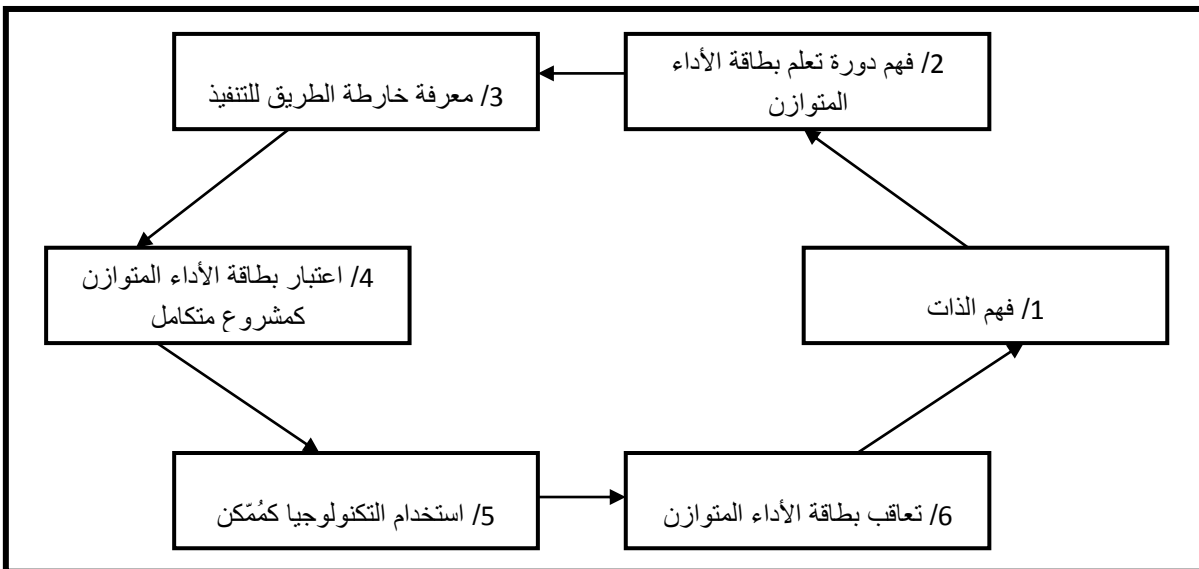 2/ فهم دورة تعلم بطاقة الأداء
المتوازن
3/ معرفة خارطة الطريق للتنفيذ
4/ اعتبار بطاقة الأداء المتوازن
كمشروع متكامل
1/ فهم الذات
5/ استخدام التكنولوجيا كمُمّكن
6/ تعاقب بطاقة الأداء المتوازن